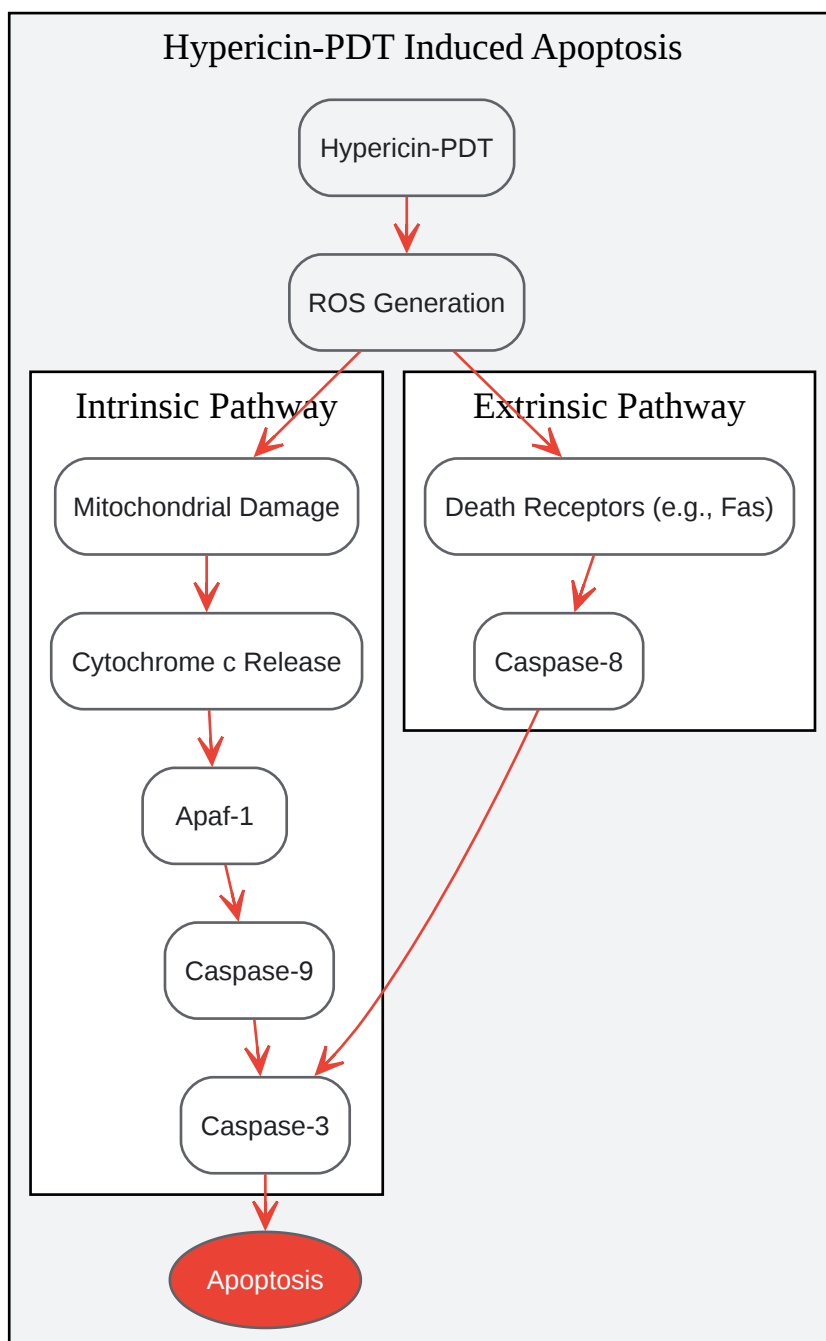 Hypericin-PDT Induced Apoptosis
Hypericin-PDT
ROS Generation
Intrinsic Pathway
Mitochondrial Damage
Cytochrome c Release
Apaf-1
Caspase-9
Caspase-3
Extrinsic Pathway
Death Receptors (e.g., Fas)
Caspase-8
Apoptosis